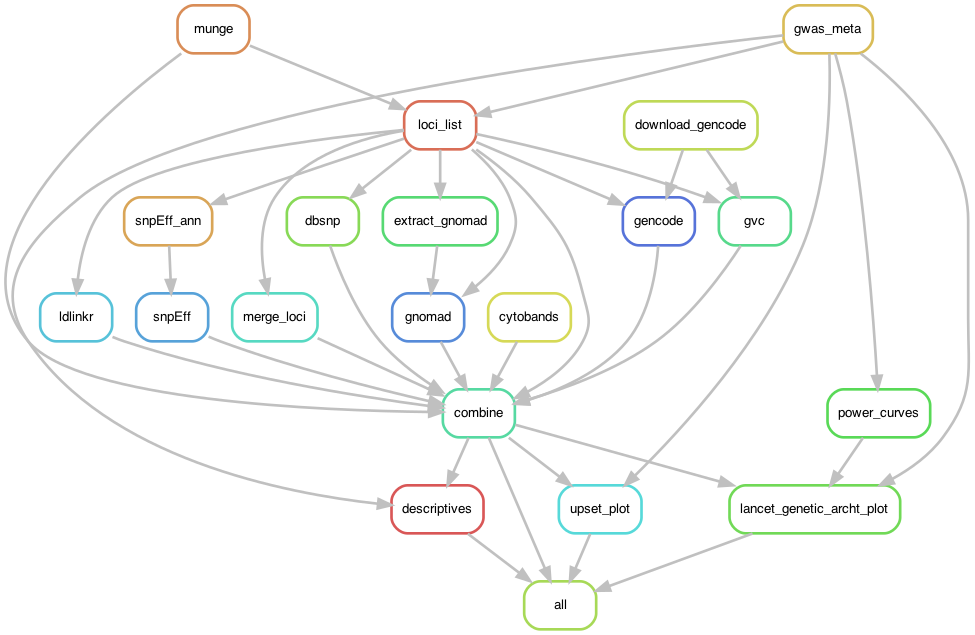 munge
gwas_meta
loci_list
download_gencode
snpEff_ann
dbsnp
extract_gnomad
gencode
gvc
ldlinkr
snpEff
merge_loci
gnomad
cytobands
combine
power_curves
descriptives
upset_plot
lancet_genetic_archt_plot
all